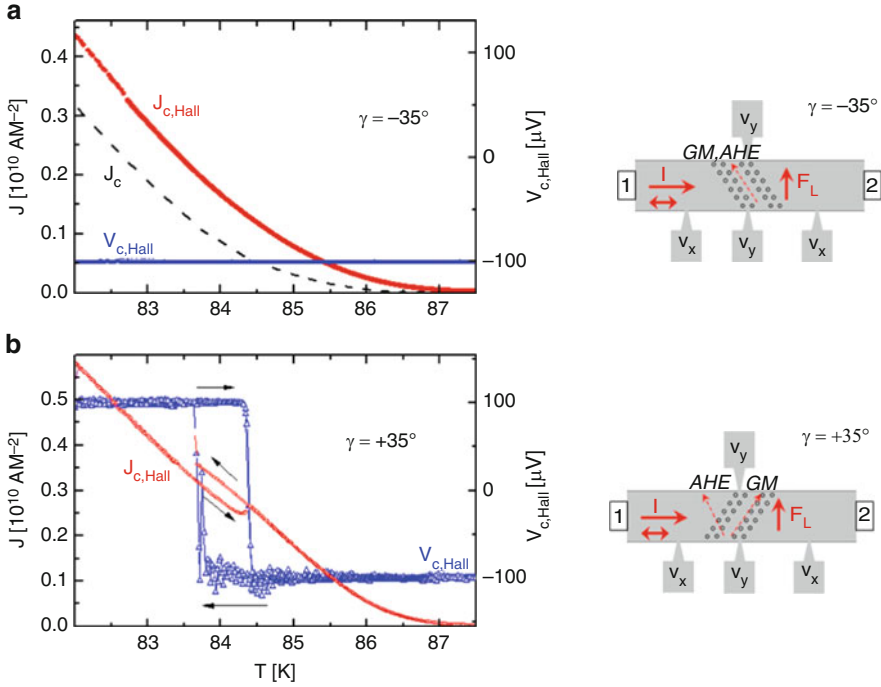 a
0.4
0.3
0.2
0.1
0.0
J [10¹⁰ AM⁻²]
J_c,Hall
J_c
V_c,Hall
γ = −35°
100
0
−100
V_c,Hall [µV]
83 84 85 86 87
γ = −35°
v_y
GM,AHE
1 I F_L 2
v_x v_y v_x
b
0.5
0.4
0.3
0.2
0.1
0.0
J [10¹⁰ AM⁻²]
γ = +35°
J_c,Hall
V_c,Hall
100
0
−100
V_c,Hall [µV]
83 84 85 86 87
T [K]
γ = +35°
v_y
AHE GM
1 I F_L 2
v_x v_y v_x